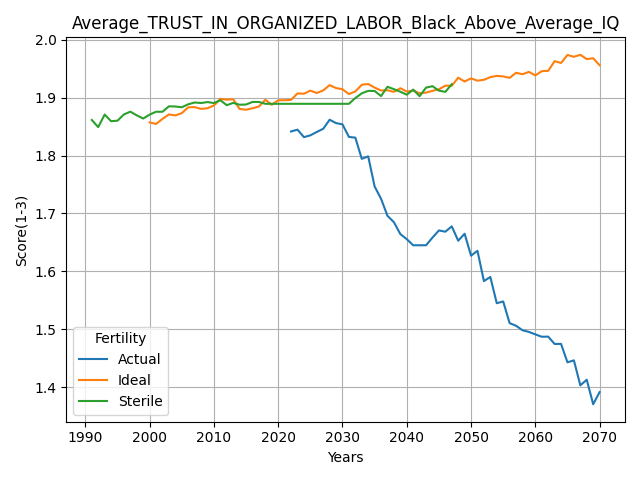 Average_TRUST_IN_ORGANIZED_LABOR_Black_Above_Average_IQ
2.0
1.9
1.8
1.7
1.6
1.5
1.4
Score(1-3)
Fertility
Actual
Ideal
Sterile
1990 2000 2010 2020 2030 2040 2050 2060 2070
Years